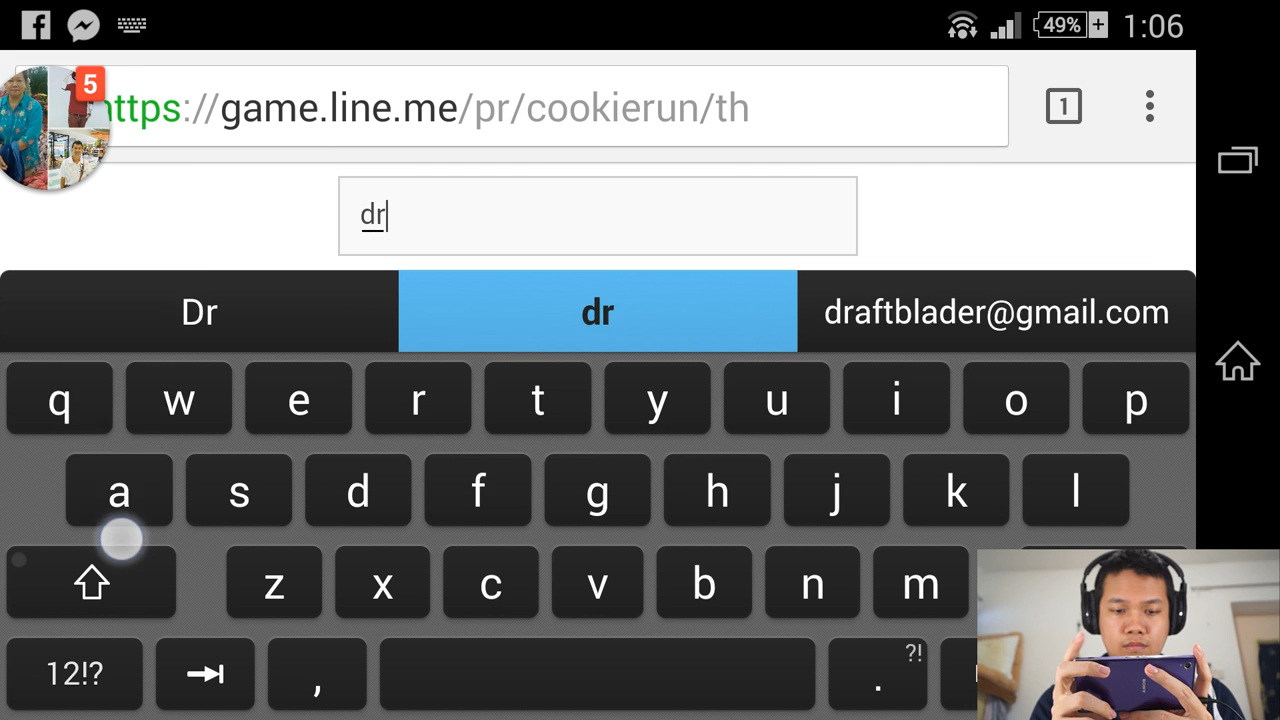 49% 1:06
5
https://game.line.me/pr/cookierun/th
1
dr
Dr dr draftblader@gmail.com
q w e r t y u i o p
a s d f g h j k l
z x c v b n m
?!
12!? , .
SONY